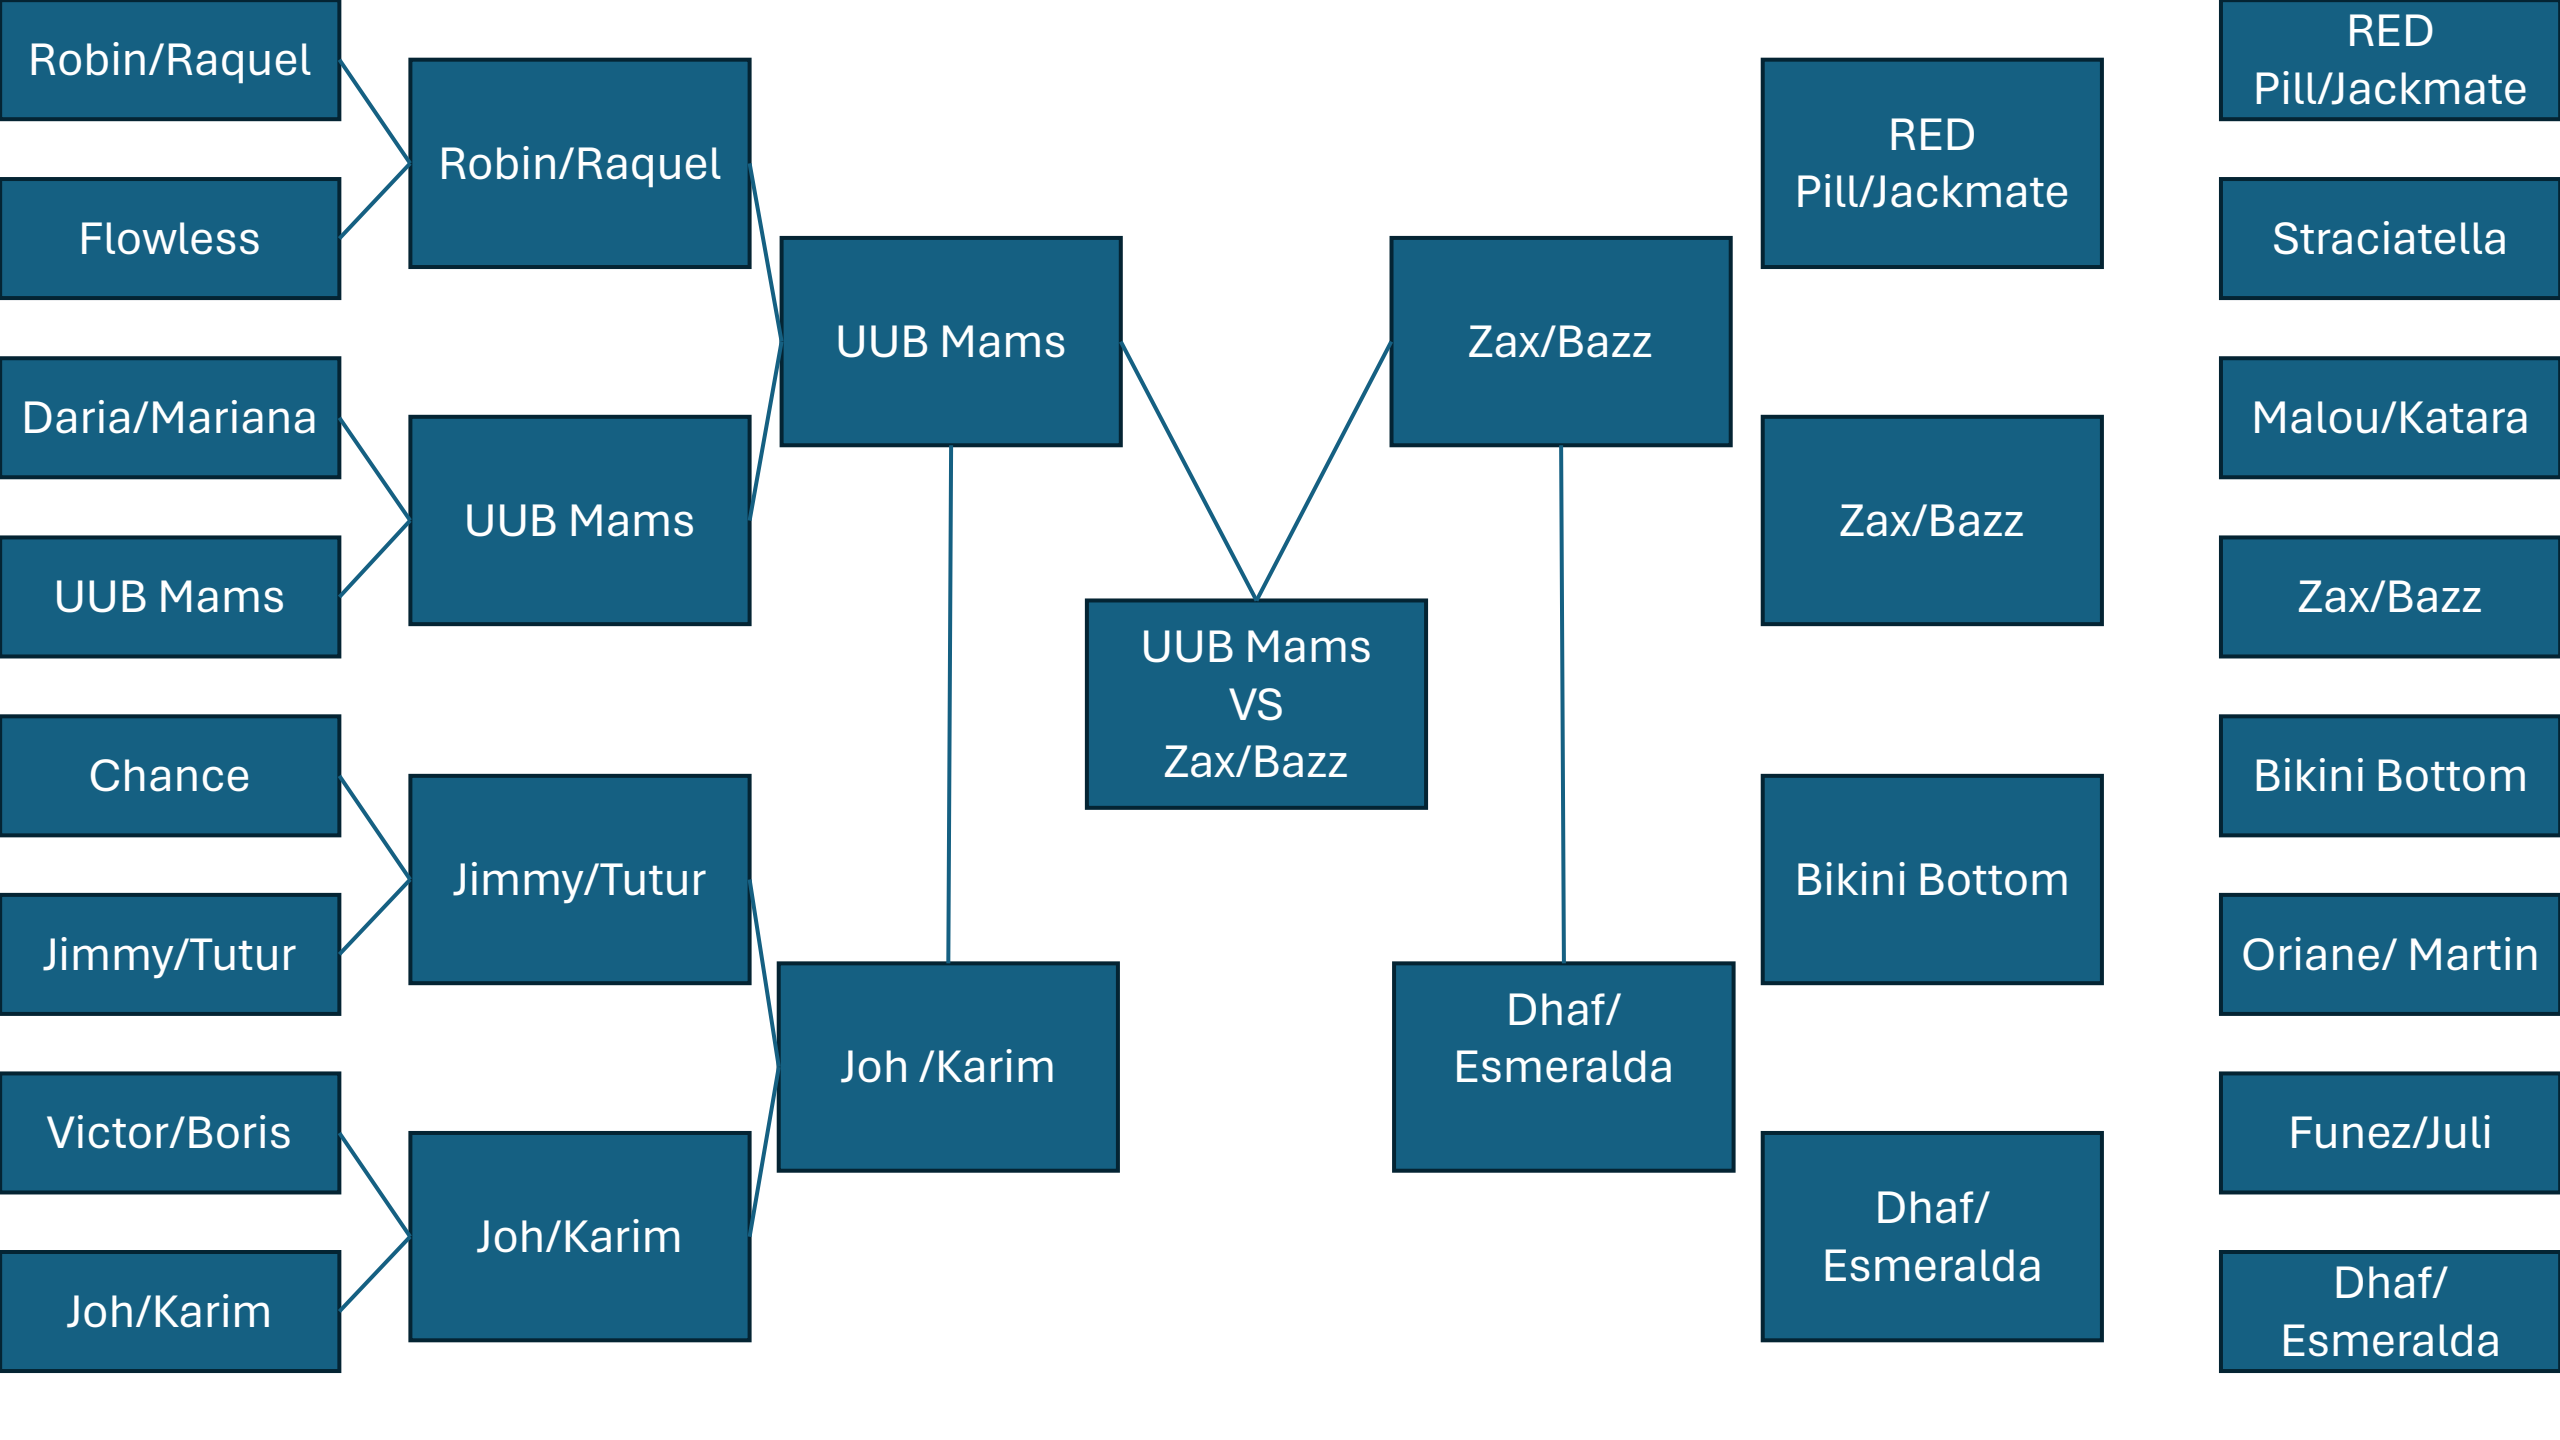 Robin/Raquel
Flowless
Daria/Mariana
UUB Mams
Chance
Jimmy/Tutur
Victor/Boris
Joh/Karim
Robin/Raquel
UUB Mams
Jimmy/Tutur
Joh/Karim
UUB Mams
Joh /Karim
UUB Mams
VS
Zax/Bazz
Zax/Bazz
Dhaf/
Esmeralda
RED
Pill/Jackmate
Zax/Bazz
Bikini Bottom
Dhaf/
Esmeralda
RED
Pill/Jackmate
Straciatella
Malou/Katara
Zax/Bazz
Bikini Bottom
Oriane/ Martin
Funez/Juli
Dhaf/
Esmeralda